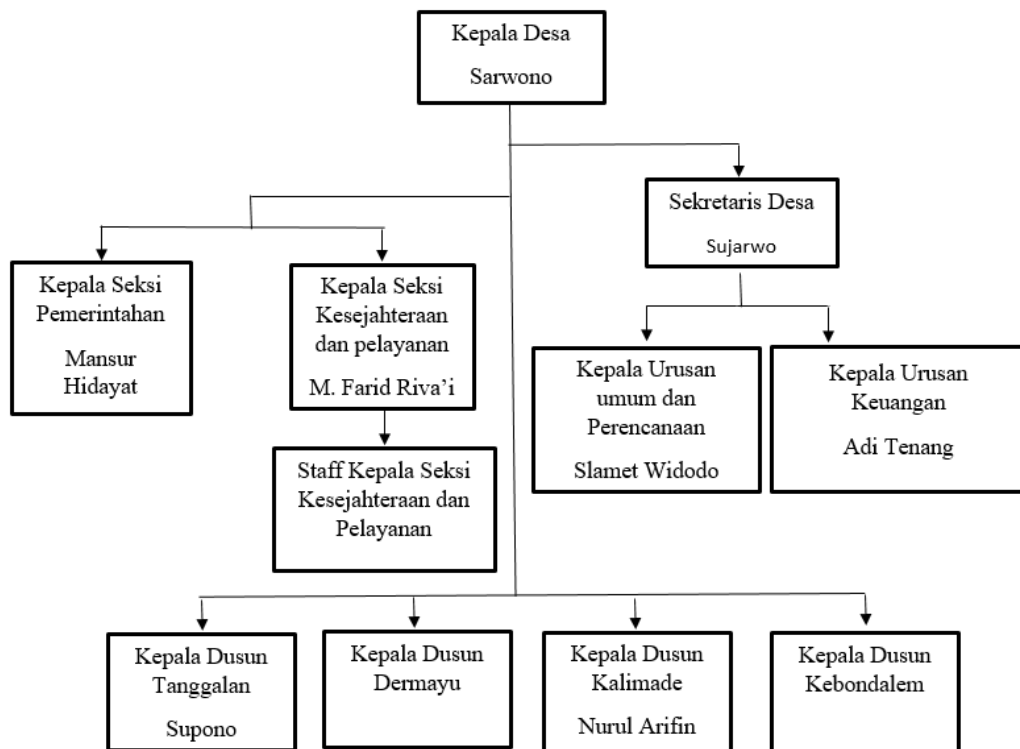 Kepala Desa
Sarwono
Sekretaris Desa
Sujarwo
Kepala Seksi
Pemerintahan
Mansur
Hidayat
Kepala Seksi
Kesejahteraan
dan pelayanan
M. Farid Riva’i
Kepala Urusan
umum dan
Perencanaan
Slamet Widodo
Kepala Urusan
Keuangan
Adi Tenang
Staff Kepala Seksi
Kesejahteraan dan
Pelayanan
Kepala Dusun
Tanggalan
Supono
Kepala Dusun
Dermayu
Kepala Dusun
Kalimade
Nurul Arifin
Kepala Dusun
Kebondalem